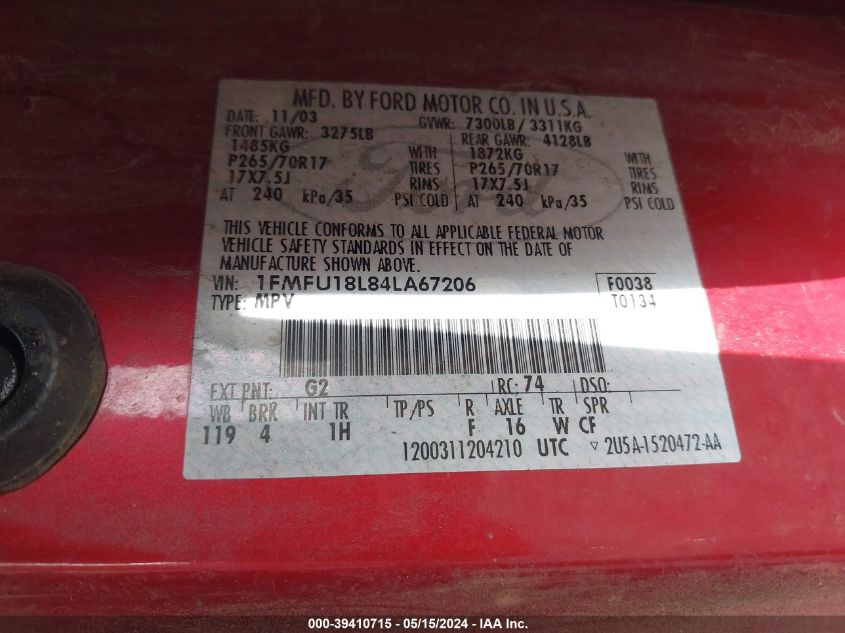 MFD. BY FORD MOTOR CO. IN U.S.A.
DATE: 11/03 GVWR: 7300LB/ 3311KG
FRONT GAWR: 3275LB REAR GAWR: 4128LB
1485KG WITH 1872KG WITH
P265/70R17 TIRES P265/70R17 TIRES
17X7.5J RIMS 17X7.5J RIMS
AT 240 kPa/35 PSI COLD AT 240 kPa/35 PSI COLD
Ford
THIS VEHICLE CONFORMS TO ALL APPLICABLE FEDERAL MOTOR
VEHICLE SAFETY STANDARDS IN EFFECT ON THE DATE OF
MANUFACTURE SHOWN ABOVE.
VIN: 1FMFU18L84LA67206 F0038
TYPE: MPV T0134
EXT PNT: G2 RC: 74 DSO:
WB BRK INT TR TP/PS R AXLE TR SPR
119 4 1H F 16 W CF
1200311204210 UTC ▽ 2U5A-1520472-AA
000-39410715 - 05/15/2024 - IAA Inc.